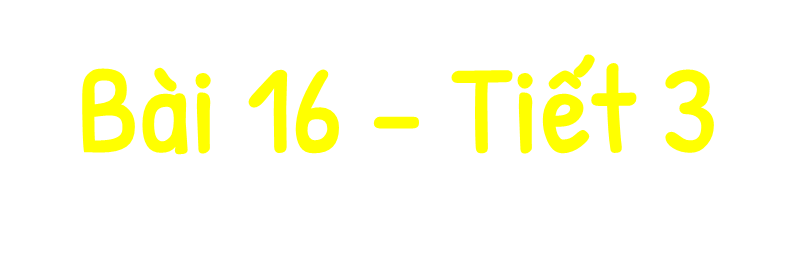 Bài 16 – Tiết 3